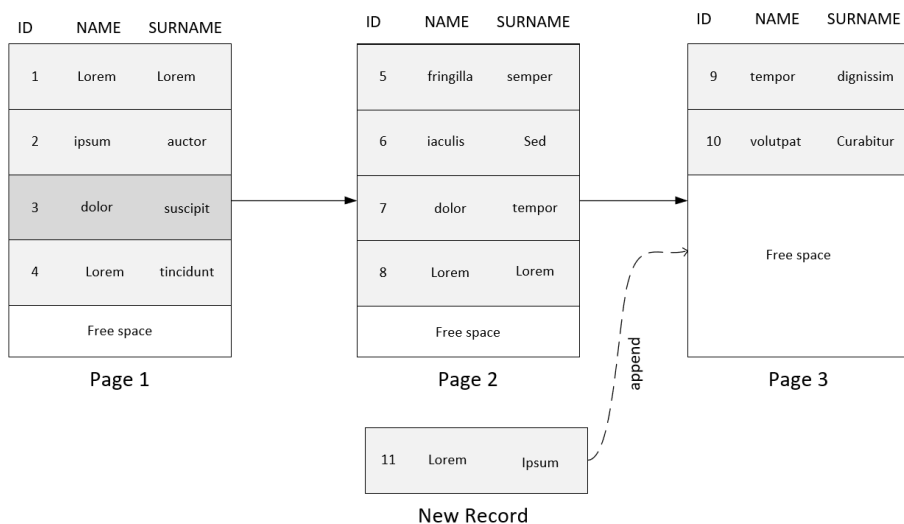 ID NAME SURNAME
1 Lorem Lorem
2 ipsum auctor
3 dolor suscipit
4 Lorem tincidunt
Free space
Page 1
ID NAME SURNAME
5 fringilla semper
6 iaculis Sed
7 dolor tempor
8 Lorem Lorem
Free space
Page 2
ID NAME SURNAME
9 tempor dignissim
10 volutpat Curabitur
Free space
Page 3
append
11 Lorem Ipsum
New Record